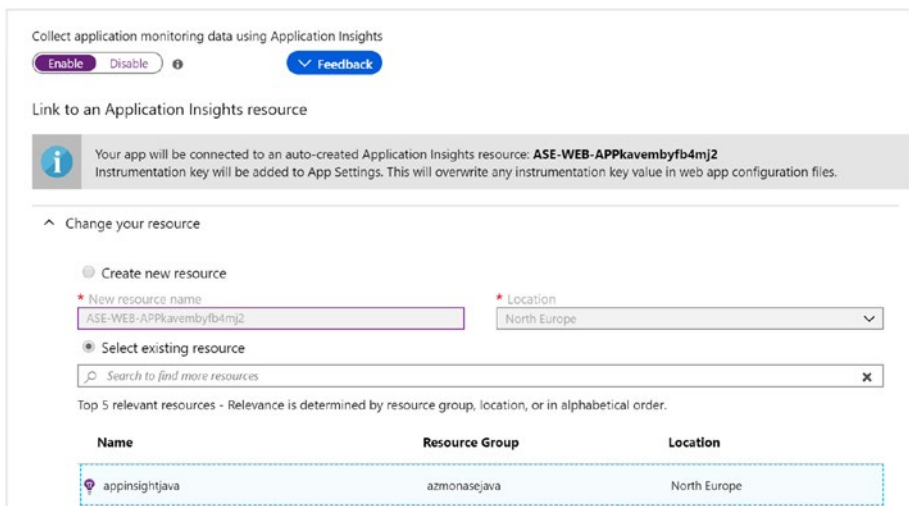 Collect application monitoring data using Application Insights
Enable Disable Feedback
Link to an Application Insights resource
Your app will be connected to an auto-created Application Insights resource: ASE-WEB-APPkavembyfb4mj2
Instrumentation key will be added to App Settings. This will overwrite any instrumentation key value in web app configuration files.
Change your resource
Create new resource
* New resource name * Location
ASE-WEB-APPkavembyfb4mj2 North Europe
Select existing resource
Search to find more resources
Top 5 relevant resources - Relevance is determined by resource group, location, or in alphabetical order.
Name Resource Group Location
appinsightjava azmonasejava North Europe